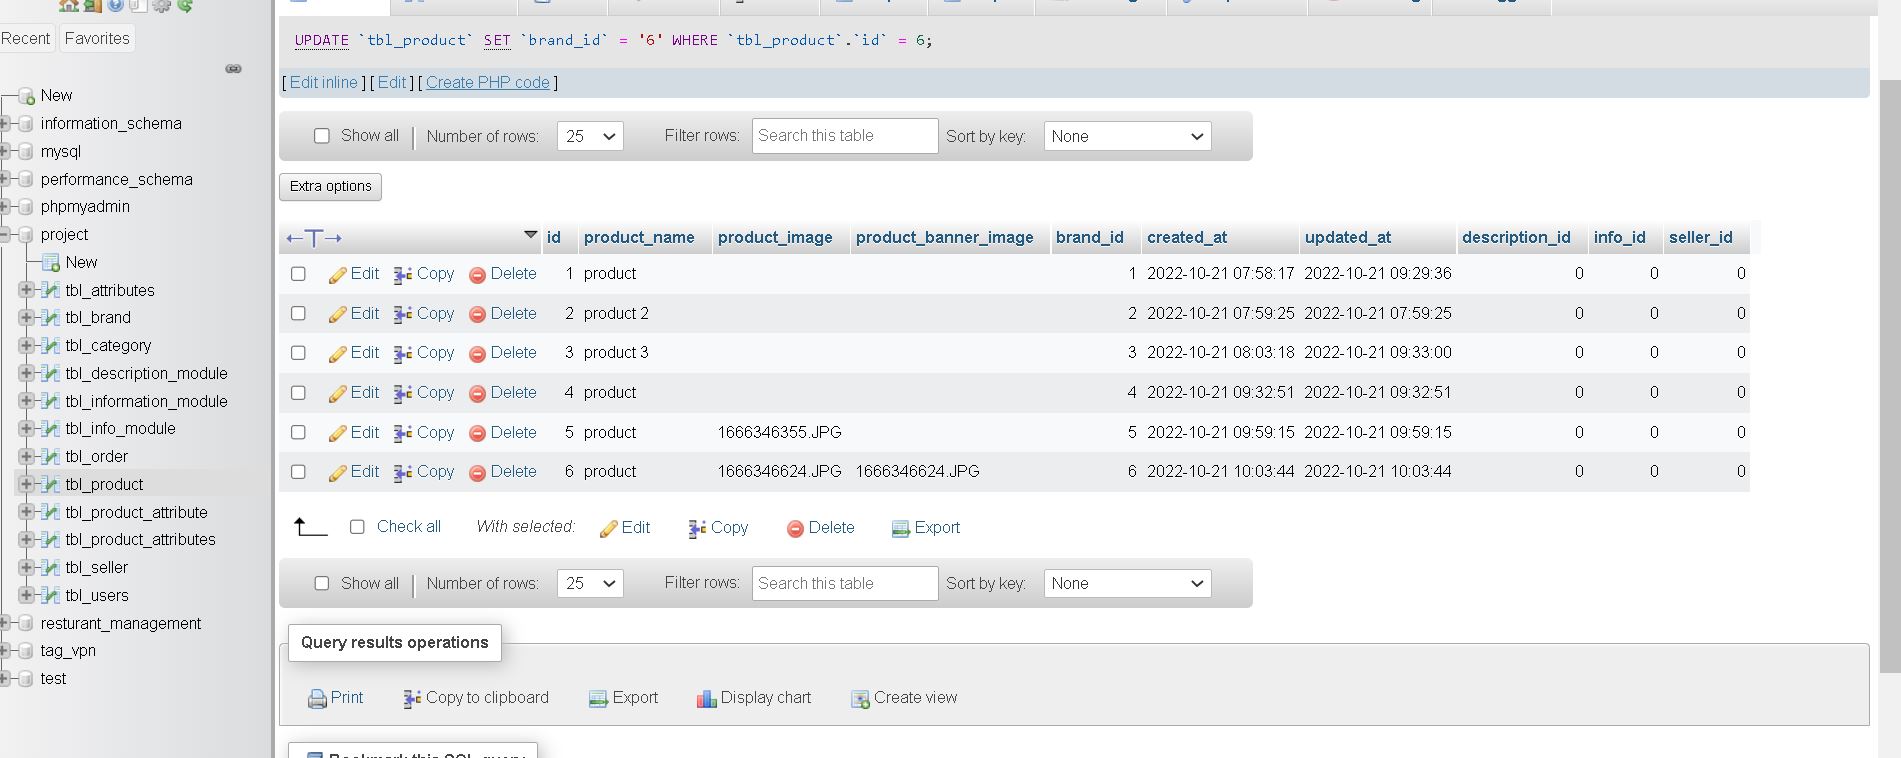 Recent Favorites
UPDATE `tbl_product` SET `brand_id` = '6' WHERE `tbl_product`.`id` = 6;
[ Edit inline ] [ Edit ] [ Create PHP code ]
New
information_schema
mysql
performance_schema
phpmyadmin
project
New
tbl_attributes
tbl_brand
tbl_category
tbl_description_module
tbl_information_module
tbl_info_module
tbl_order
tbl_product
tbl_product_attribute
tbl_product_attributes
tbl_seller
tbl_users
resturant_management
tag_vpn
test
Show all | Number of rows: 25 Filter rows: Search this table Sort by key: None
Extra options
←T→ id product_name product_image product_banner_image brand_id created_at updated_at description_id info_id seller_id
Edit Copy Delete 1 product 1 2022-10-21 07:58:17 2022-10-21 09:29:36 0 0 0
Edit Copy Delete 2 product 2 2 2022-10-21 07:59:25 2022-10-21 07:59:25 0 0 0
Edit Copy Delete 3 product 3 3 2022-10-21 08:03:18 2022-10-21 09:33:00 0 0 0
Edit Copy Delete 4 product 4 2022-10-21 09:32:51 2022-10-21 09:32:51 0 0 0
Edit Copy Delete 5 product 1666346355.JPG 5 2022-10-21 09:59:15 2022-10-21 09:59:15 0 0 0
Edit Copy Delete 6 product 1666346624.JPG 1666346624.JPG 6 2022-10-21 10:03:44 2022-10-21 10:03:44 0 0 0
Check all With selected: Edit Copy Delete Export
Show all | Number of rows: 25 Filter rows: Search this table Sort by key: None
Query results operations
Print Copy to clipboard Export Display chart Create view
Bookmark this SQL query